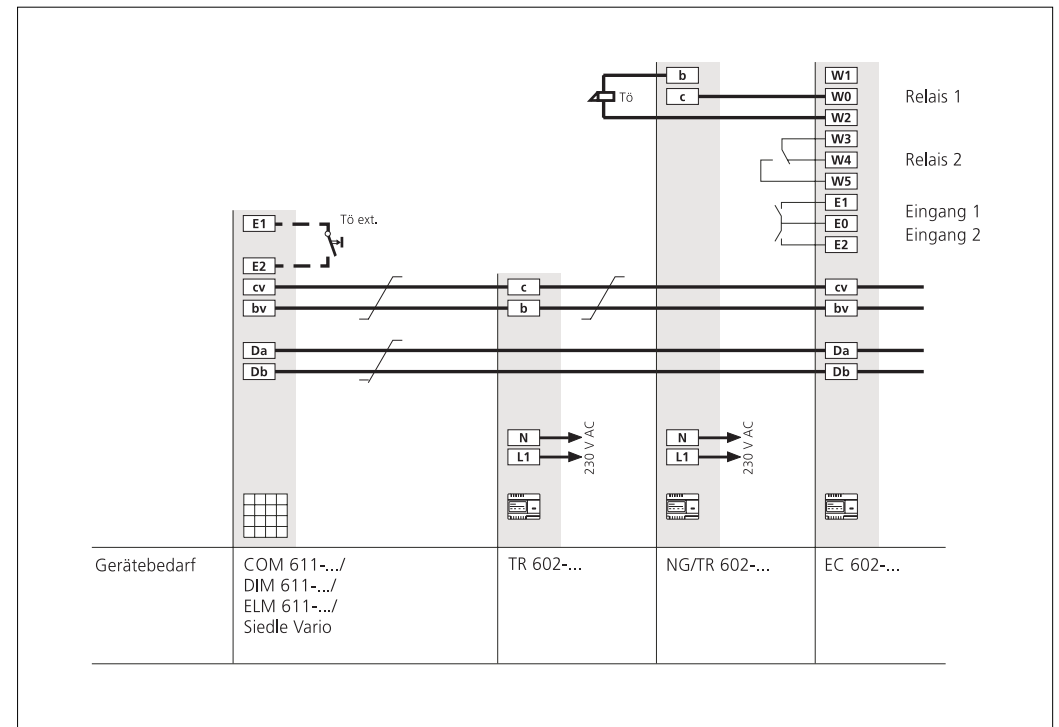 b W1
Tö c W0 Relais 1
W2
W3
W4 Relais 2
W5
E1 Tö ext. E1 Eingang 1
E0 Eingang 2
E2 E2
cv c cv
bv b bv
Da Da
Db Db
N 230 V AC N 230 V AC
L1 L1
Gerätebedarf COM 611-.../ TR 602-... NG/TR 602-... EC 602-...
DIM 611-.../
ELM 611-.../
Siedle Vario